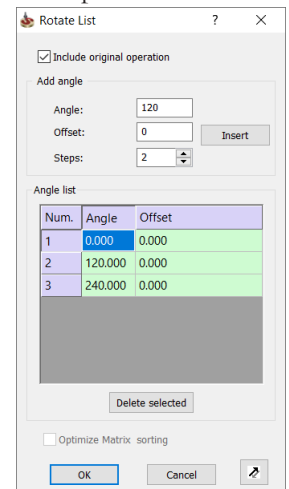 Rotate List ? ×
Include original operation
Add angle
Angle: 120
Offset: 0 Insert
Steps: 2
Angle list
Num. Angle Offset
1 0.000 0.000
2 120.000 0.000
3 240.000 0.000
Delete selected
Optimize Matrix sorting
OK Cancel